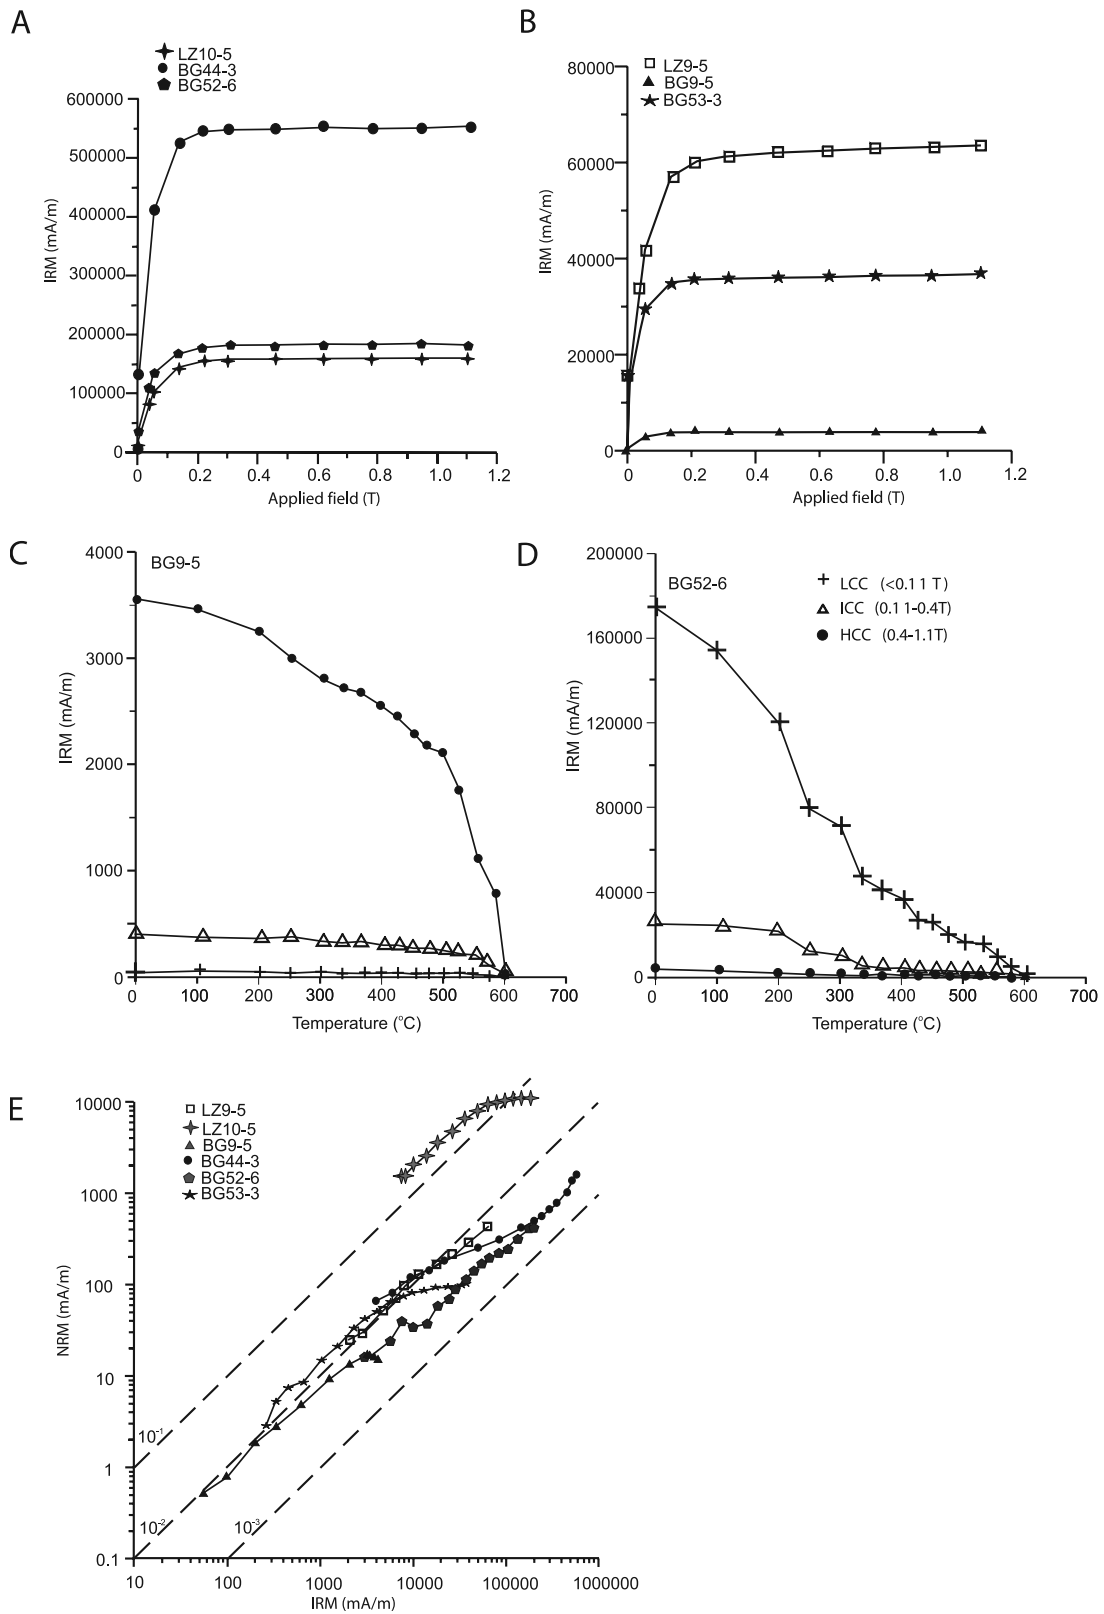 A
LZ10-5
BG44-3
BG52-6
600000
500000
400000
300000
200000
100000
0
IRM (mA/m)
0 0.2 0.4 0.6 0.8 1.0 1.2
Applied field (T)
B
LZ9-5
BG9-5
BG53-3
80000
60000
40000
20000
0
IRM (mA/m)
0 0.2 0.4 0.6 0.8 1.0 1.2
Applied field (T)
C
BG9-5
4000
3000
2000
1000
0
IRM (mA/m)
0 100 200 300 400 500 600 700
Temperature (°C)
D
BG52-6
LCC (<0.11 T)
ICC (0.11-0.4T)
HCC (0.4-1.1T)
200000
160000
120000
80000
40000
0
IRM (mA/m)
0 100 200 300 400 500 600 700
Temperature (°C)
E
LZ9-5
LZ10-5
BG9-5
BG44-3
BG52-6
BG53-3
10000
1000
100
10
1
0.1
NRM (mA/m)
10⁻¹
10⁻²
10⁻³
10 100 1000 10000 100000 1000000
IRM (mA/m)